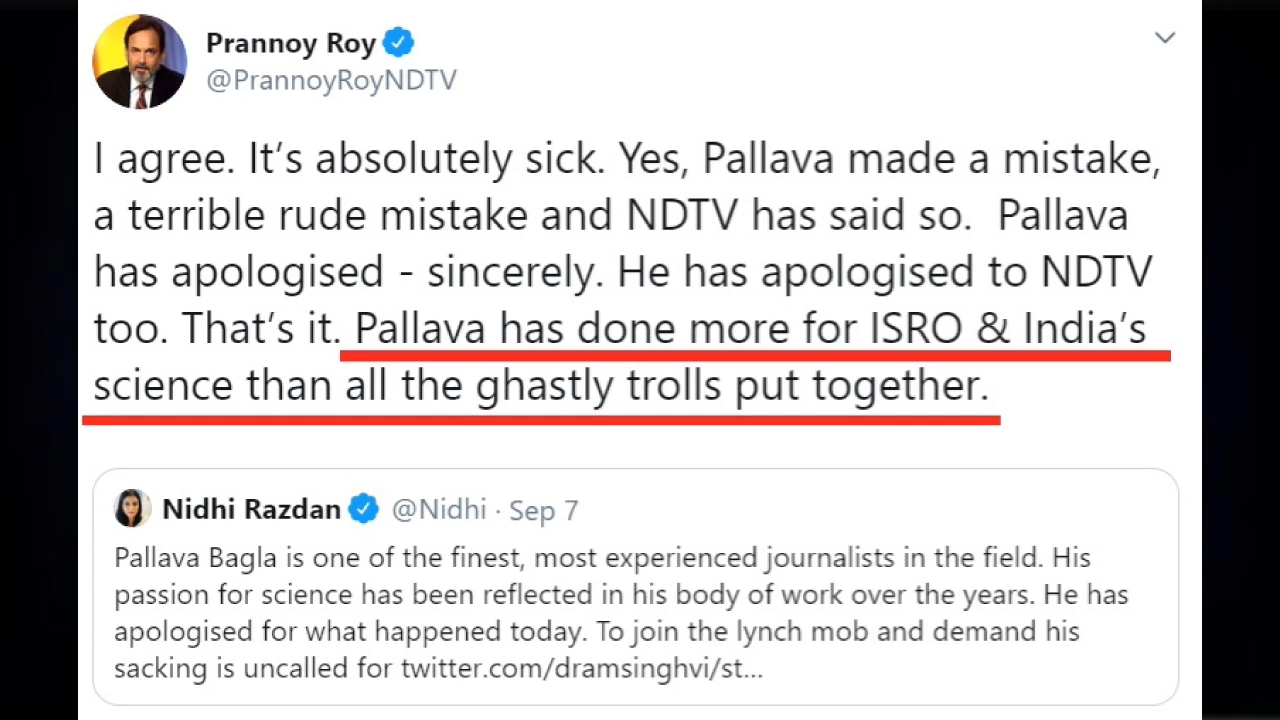 Prannoy Roy
@PrannoyRoyNDTV
I agree. It’s absolutely sick. Yes, Pallava made a mistake,
a terrible rude mistake and NDTV has said so.  Pallava
has apologised - sincerely. He has apologised to NDTV
too. That’s it. Pallava has done more for ISRO & India’s
science than all the ghastly trolls put together.
Nidhi Razdan @Nidhi · Sep 7
Pallava Bagla is one of the finest, most experienced journalists in the field. His
passion for science has been reflected in his body of work over the years. He has
apologised for what happened today. To join the lynch mob and demand his
sacking is uncalled for twitter.com/dramsinghvi/st...